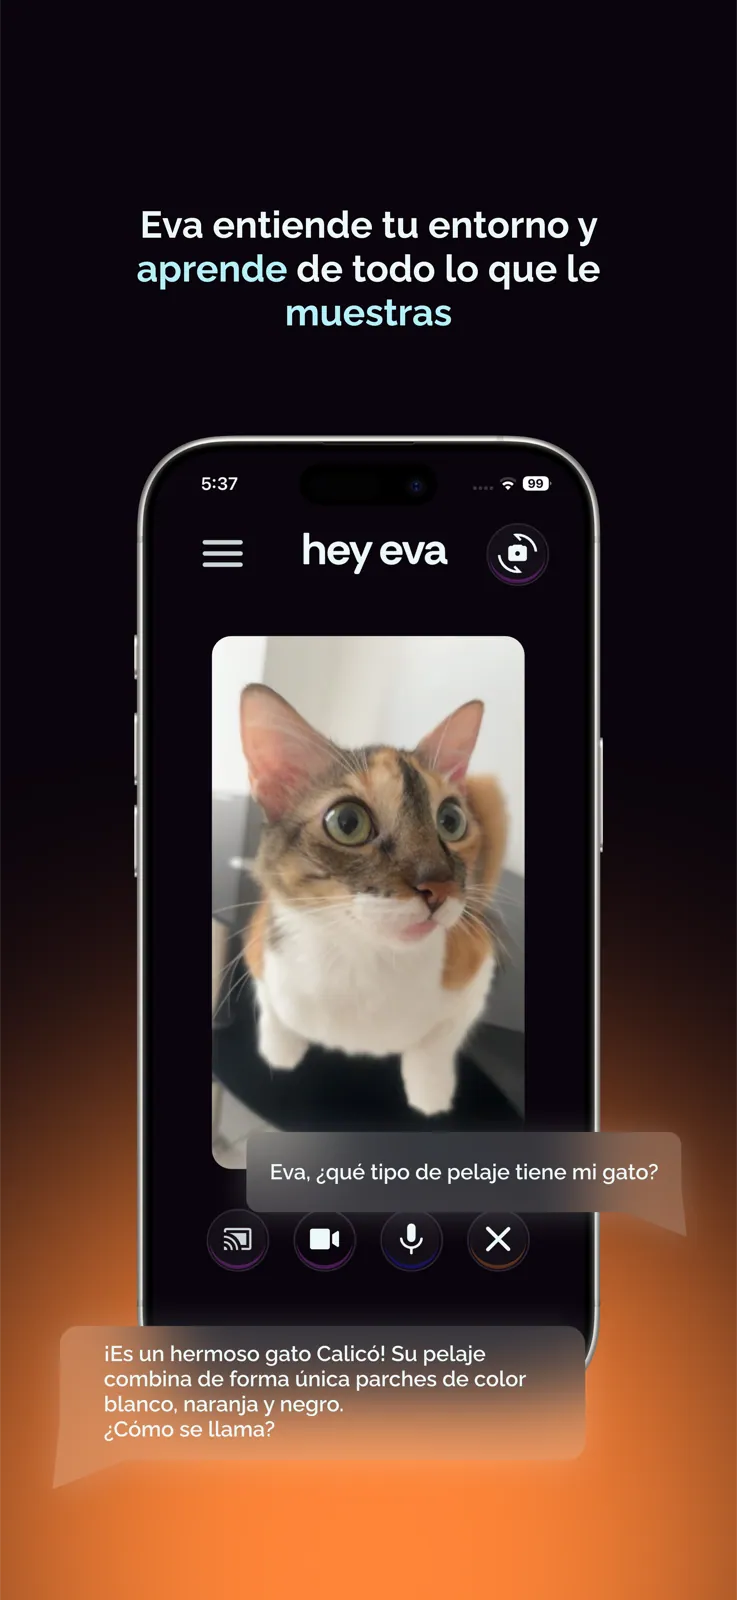 Eva entiende tu entorno y
aprende de todo lo que le
muestras
5:37
99
hey eva
Eva, ¿qué tipo de pelaje tiene mi gato?
¡Es un hermoso gato Calicó! Su pelaje
combina de forma única parches de color
blanco, naranja y negro.
¿Cómo se llama?